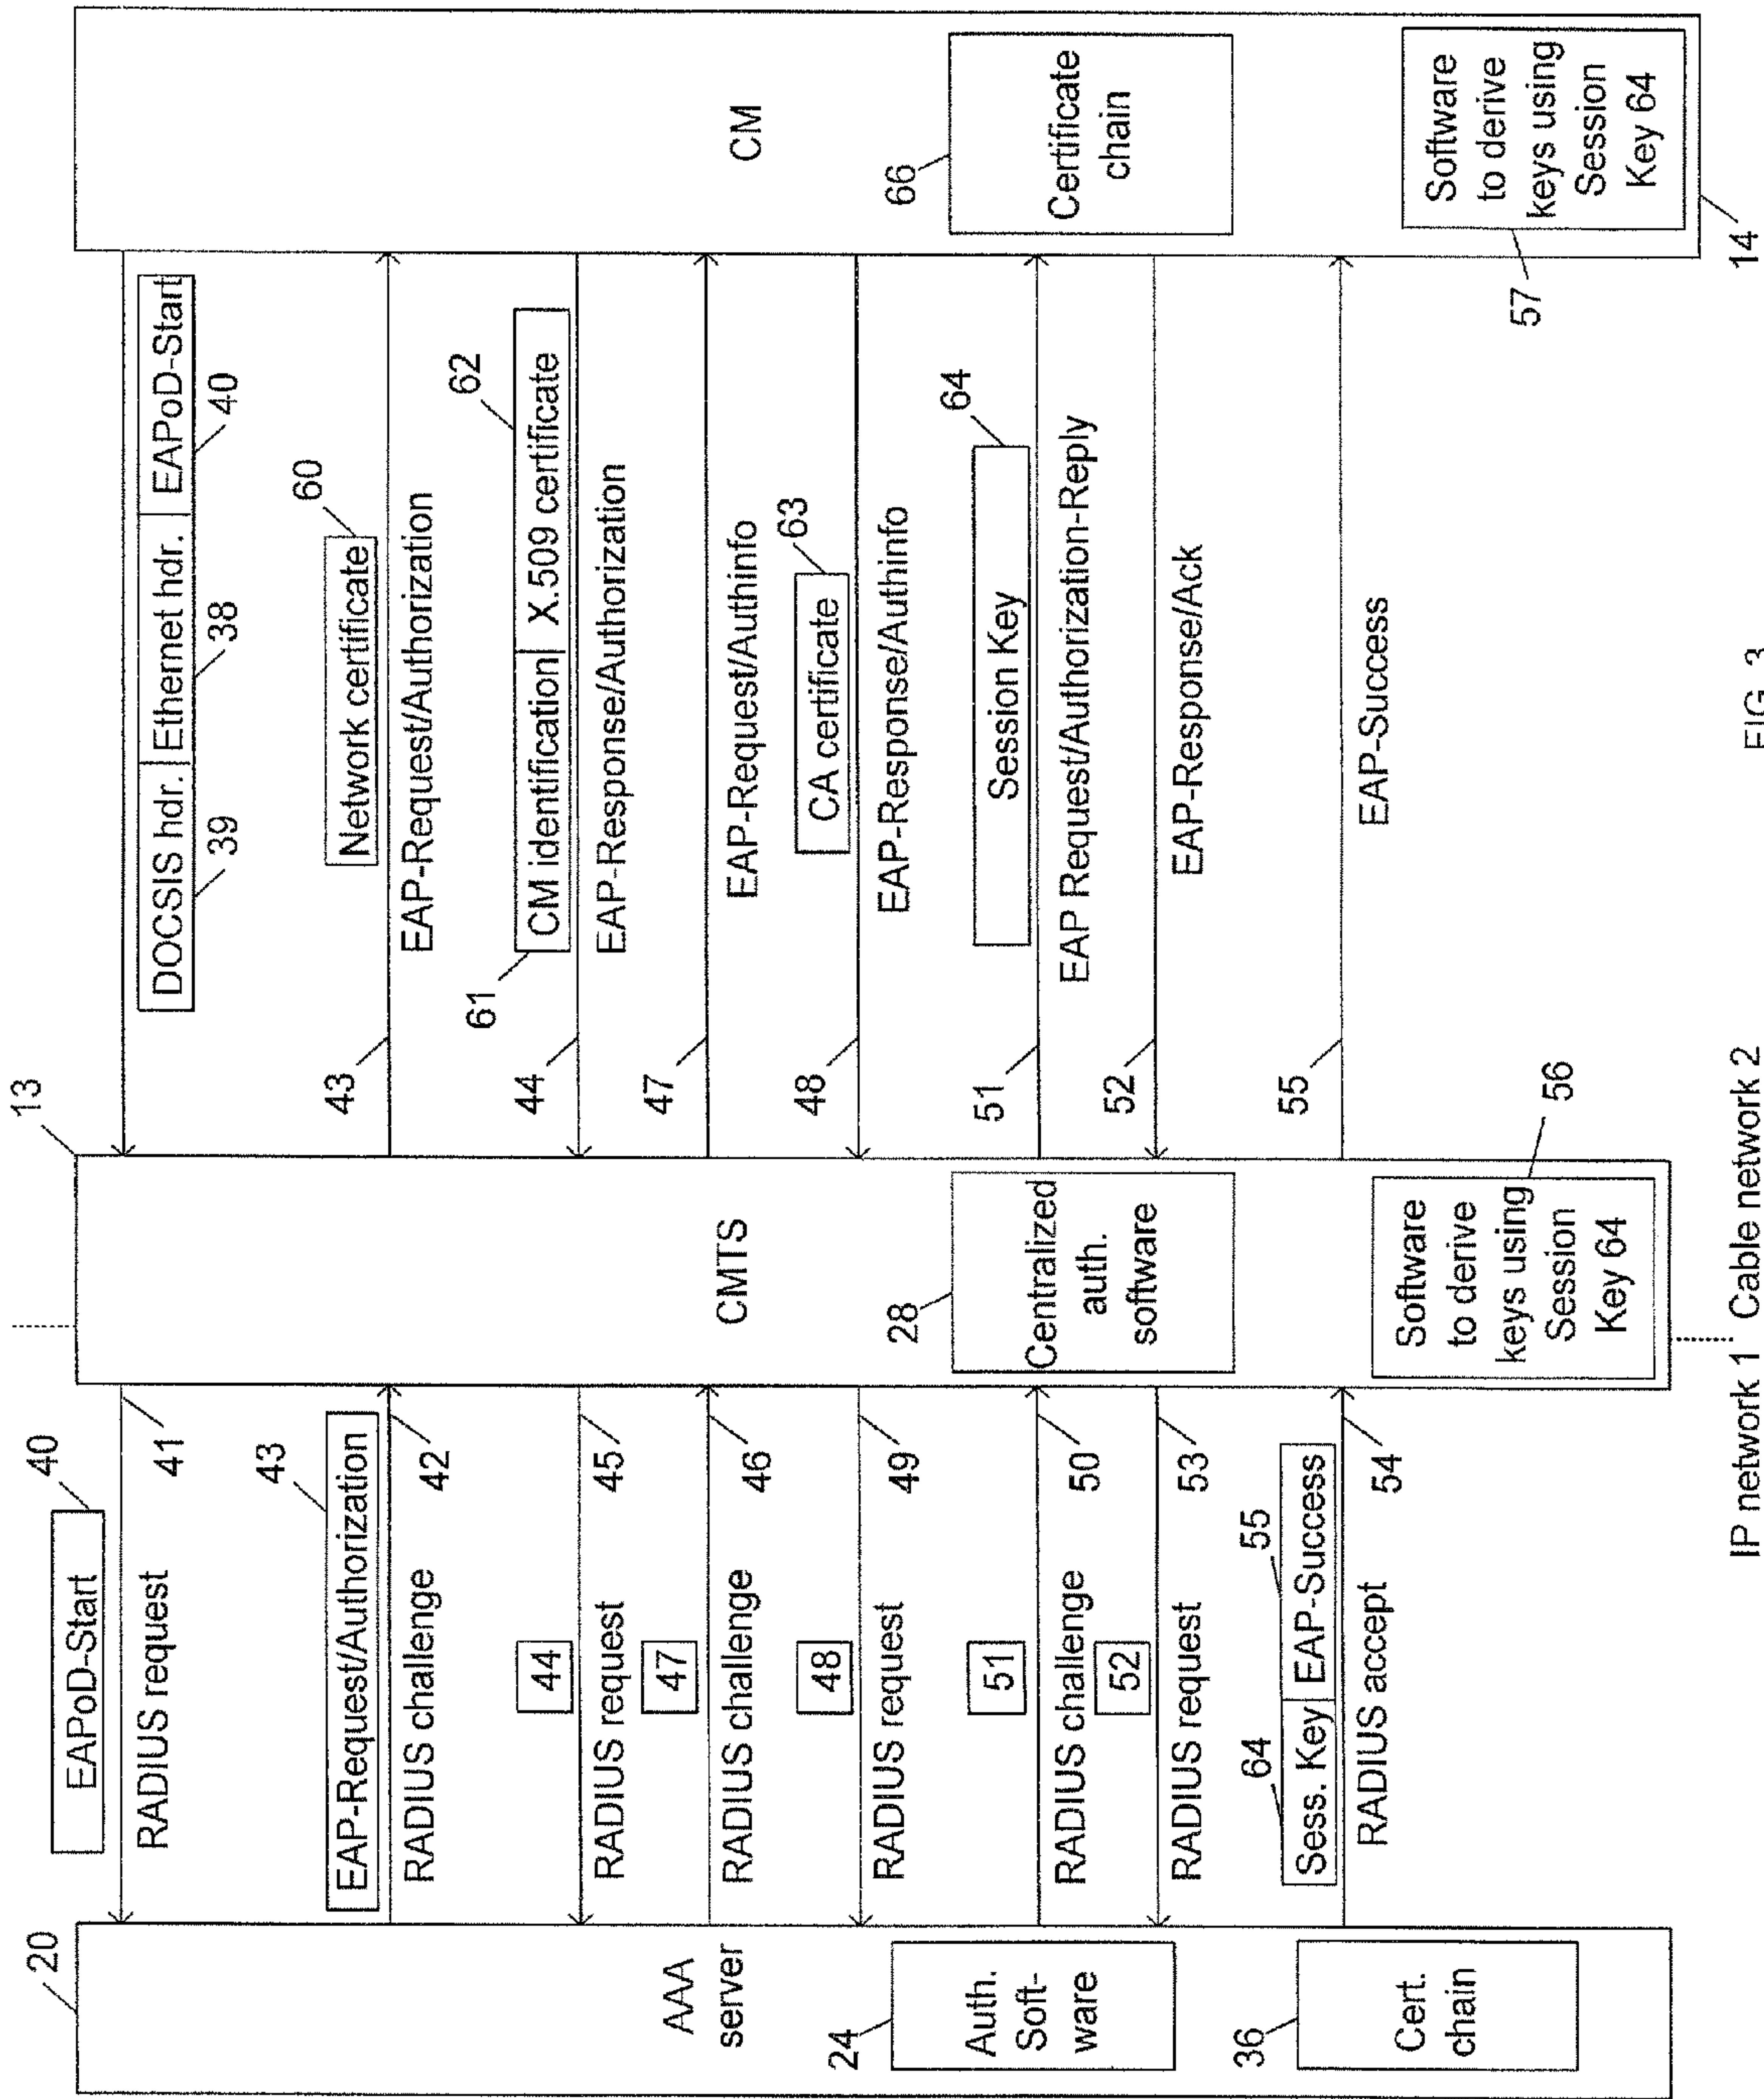 20
AAA
server
24
Auth.
Soft-
ware
36
Cert.
chain
EAPoD-Start
40
RADIUS request
41
EAP-Request/Authorization
43
RADIUS challenge
42
44
RADIUS request
45
47
RADIUS challenge
46
48
RADIUS request
49
51
RADIUS challenge
50
52
RADIUS request
53
64
55
Sess. Key
EAP-Success
RADIUS accept
54
13
CMTS
28
Centralized
auth.
software
Software
to derive
keys using
Session
Key 64
56
IP network 1
Cable network 2
DOCSIS hdr.
Ethernet hdr.
EAPoD-Start
39
38
40
Network certificate
60
43
EAP-Request/Authorization
61
CM identification
X.509 certificate
62
44
EAP-Response/Authorization
47
EAP-Request/Authinfo
CA certificate
63
48
EAP-Response/Authinfo
Session Key
64
51
EAP Request/Authorization-Reply
52
EAP-Response/Ack
55
EAP-Success
CM
66
Certificate
chain
Software
to derive
keys using
Session
Key 64
57
14
FIG. 3